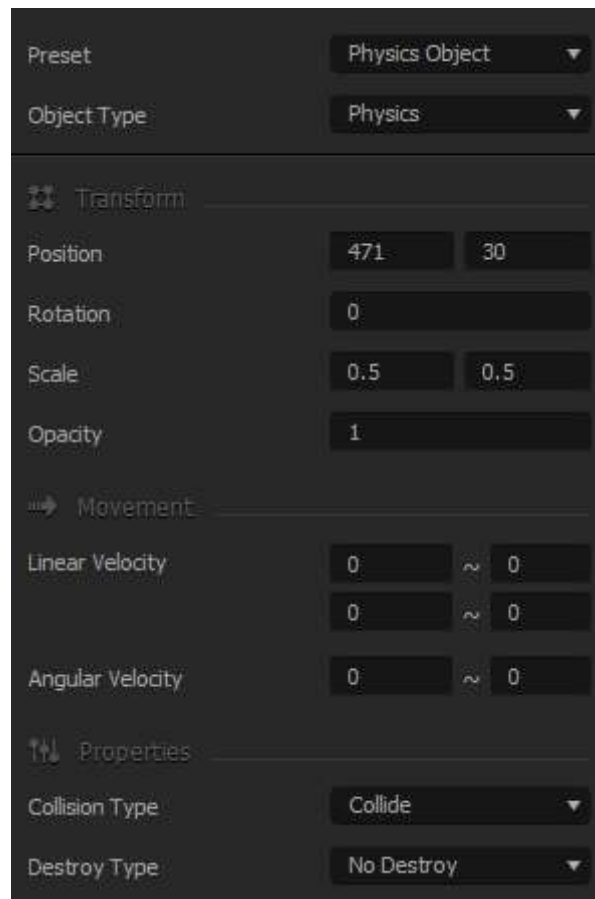 Preset Physics Object
Object Type Physics
Transform
Position 471 30
Rotation 0
Scale 0.5 0.5
Opacity 1
Movement
Linear Velocity 0 ~ 0
0 ~ 0
Angular Velocity 0 ~ 0
Properties
Collision Type Collide
Destroy Type No Destroy